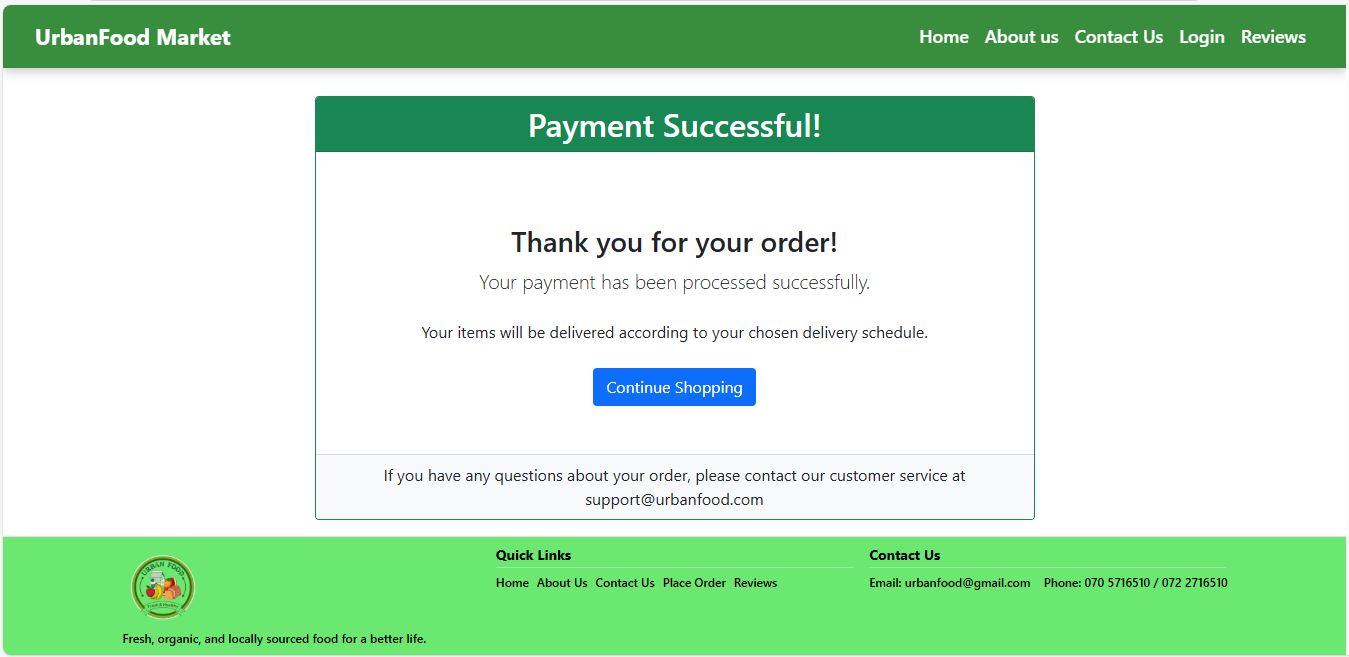 UrbanFood Market
Home About us Contact Us Login Reviews
Payment Successful!
Thank you for your order!
Your payment has been processed successfully.
Your items will be delivered according to your chosen delivery schedule.
Continue Shopping
If you have any questions about your order, please contact our customer service at
support@urbanfood.com
URBAN FOOD
Fresh & Healthy
Fresh, organic, and locally sourced food for a better life.
Quick Links
Home About Us Contact Us Place Order Reviews
Contact Us
Email: urbanfood@gmail.com Phone: 070 5716510 / 072 2716510